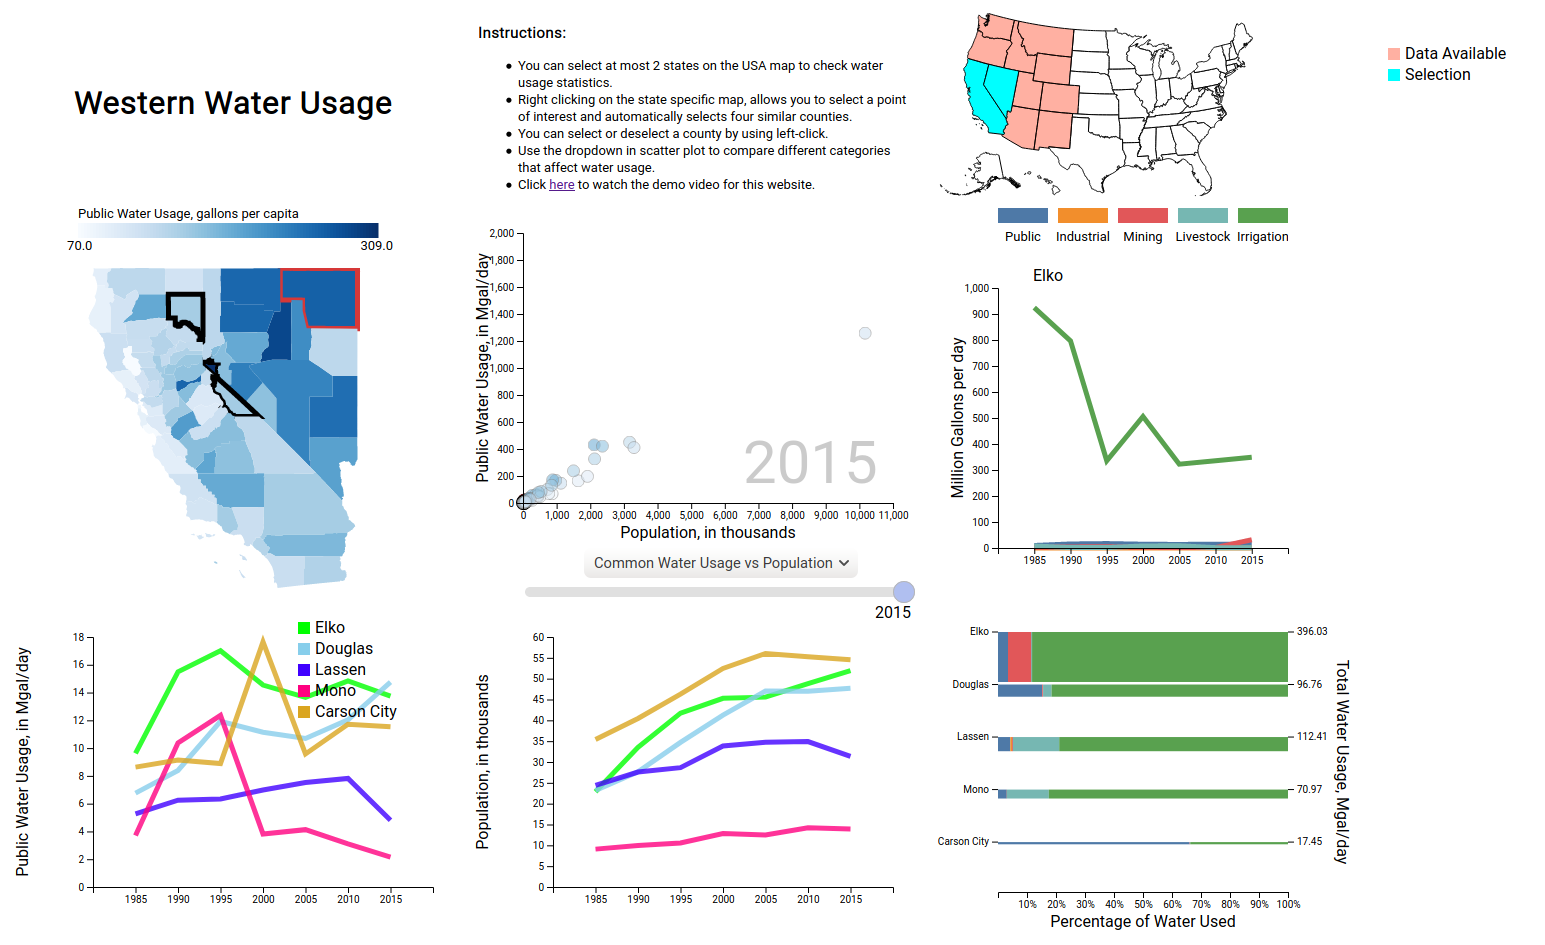 Western Water Usage
Instructions:
You can select at most 2 states on the USA map to check water
usage statistics.
Right clicking on the state specific map, allows you to select a point
of interest and automatically selects four similar counties.
You can select or deselect a county by using left-click.
Use the dropdown in scatter plot to compare different categories
that affect water usage.
Click here to watch the demo video for this website.
Data Available
Selection
Public Water Usage, gallons per capita
70.0 309.0
2,000
1,800
1,600
1,400
1,200
1,000
800
600
400
200
0
Public Water Usage, in Mgal/day
2015
0 1,000 2,000 3,000 4,000 5,000 6,000 7,000 8,000 9,000 10,000 11,000
Population, in thousands
Common Water Usage vs Population
2015
Public Industrial Mining Livestock Irrigation
Elko
1,000
900
800
700
600
500
400
300
200
100
0
Million Gallons per day
1985 1990 1995 2000 2005 2010 2015
Elko
Douglas
Lassen
Mono
Carson City
18
16
14
12
10
8
6
4
2
0
Public Water Usage, in Mgal/day
1985 1990 1995 2000 2005 2010 2015
60
55
50
45
40
35
30
25
20
15
10
5
0
Population, in thousands
1985 1990 1995 2000 2005 2010 2015
Elko 396.03
Douglas 96.76
Lassen 112.41
Mono 70.97
Carson City 17.45
Total Water Usage, Mgal/day
10% 20% 30% 40% 50% 60% 70% 80% 90% 100%
Percentage of Water Used